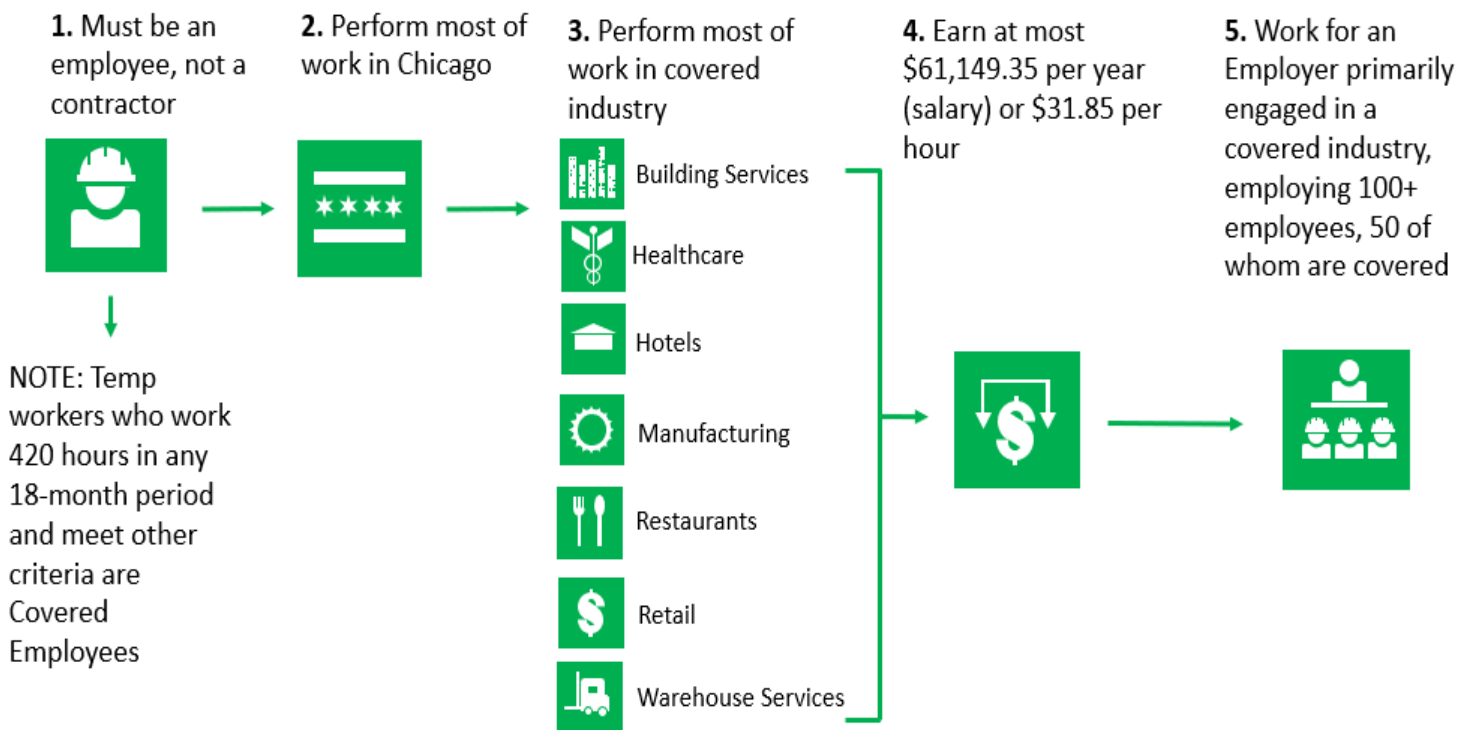 1. Must be an
employee, not a
contractor
NOTE: Temp
workers who work
420 hours in any
18-month period
and meet other
criteria are
Covered
Employees
2. Perform most of
work in Chicago
3. Perform most of
work in covered
industry
Building Services
Healthcare
Hotels
Manufacturing
Restaurants
Retail
Warehouse Services
4. Earn at most
$61,149.35 per year
(salary) or $31.85 per
hour
5. Work for an
Employer primarily
engaged in a
covered industry,
employing 100+
employees, 50 of
whom are covered